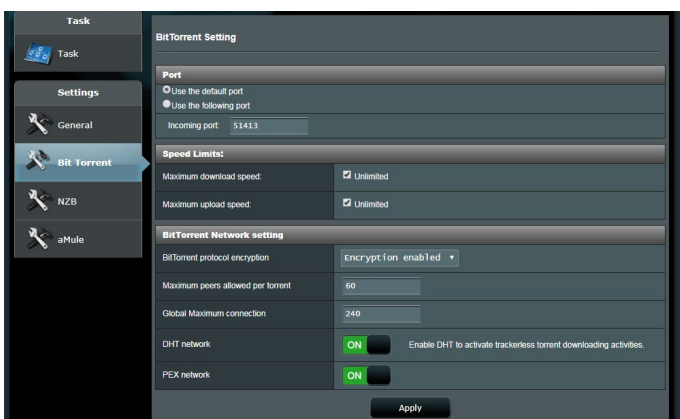 Task
Task
Settings
General
Bit Torrent
NZB
aMule
BitTorrent Setting
Port
Use the default port
Use the following port
Incoming port: 51413
Speed Limits:
Maximum download speed: Unlimited
Maximum upload speed: Unlimited
BitTorrent Network setting
BitTorrent protocol encryption Encryption enabled
Maximum peers allowed per torrent 60
Global Maximum connection 240
DHT network ON Enable DHT to activate trackerless torrent downloading activities.
PEX network ON
Apply